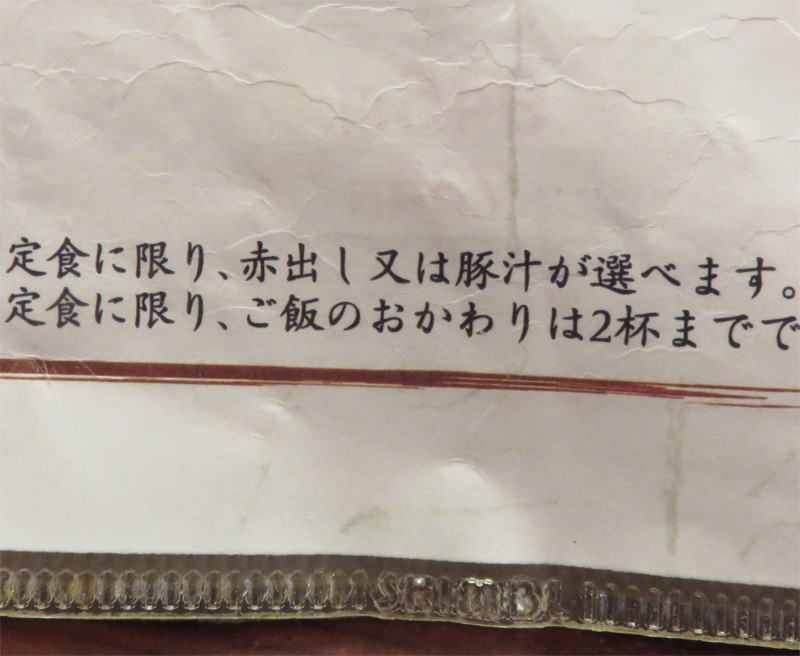 定食に限り、赤出し又は豚汁が選べます。
定食に限り、ご飯のおかわりは2杯までで